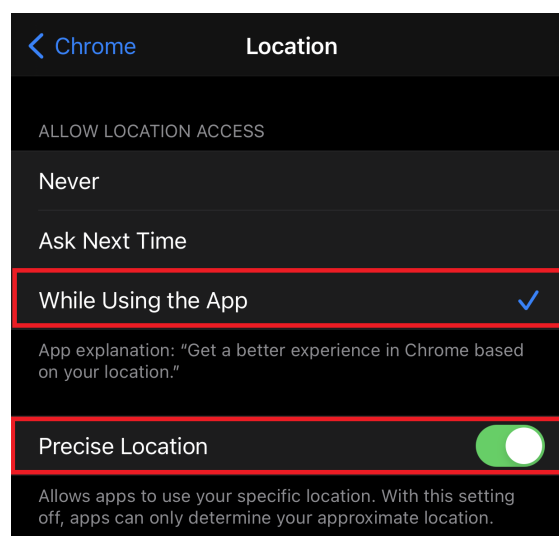 Chrome
Location
ALLOW LOCATION ACCESS
Never
Ask Next Time
While Using the App
App explanation: “Get a better experience in Chrome based
on your location.”
Precise Location
Allows apps to use your specific location. With this setting
off, apps can only determine your approximate location.